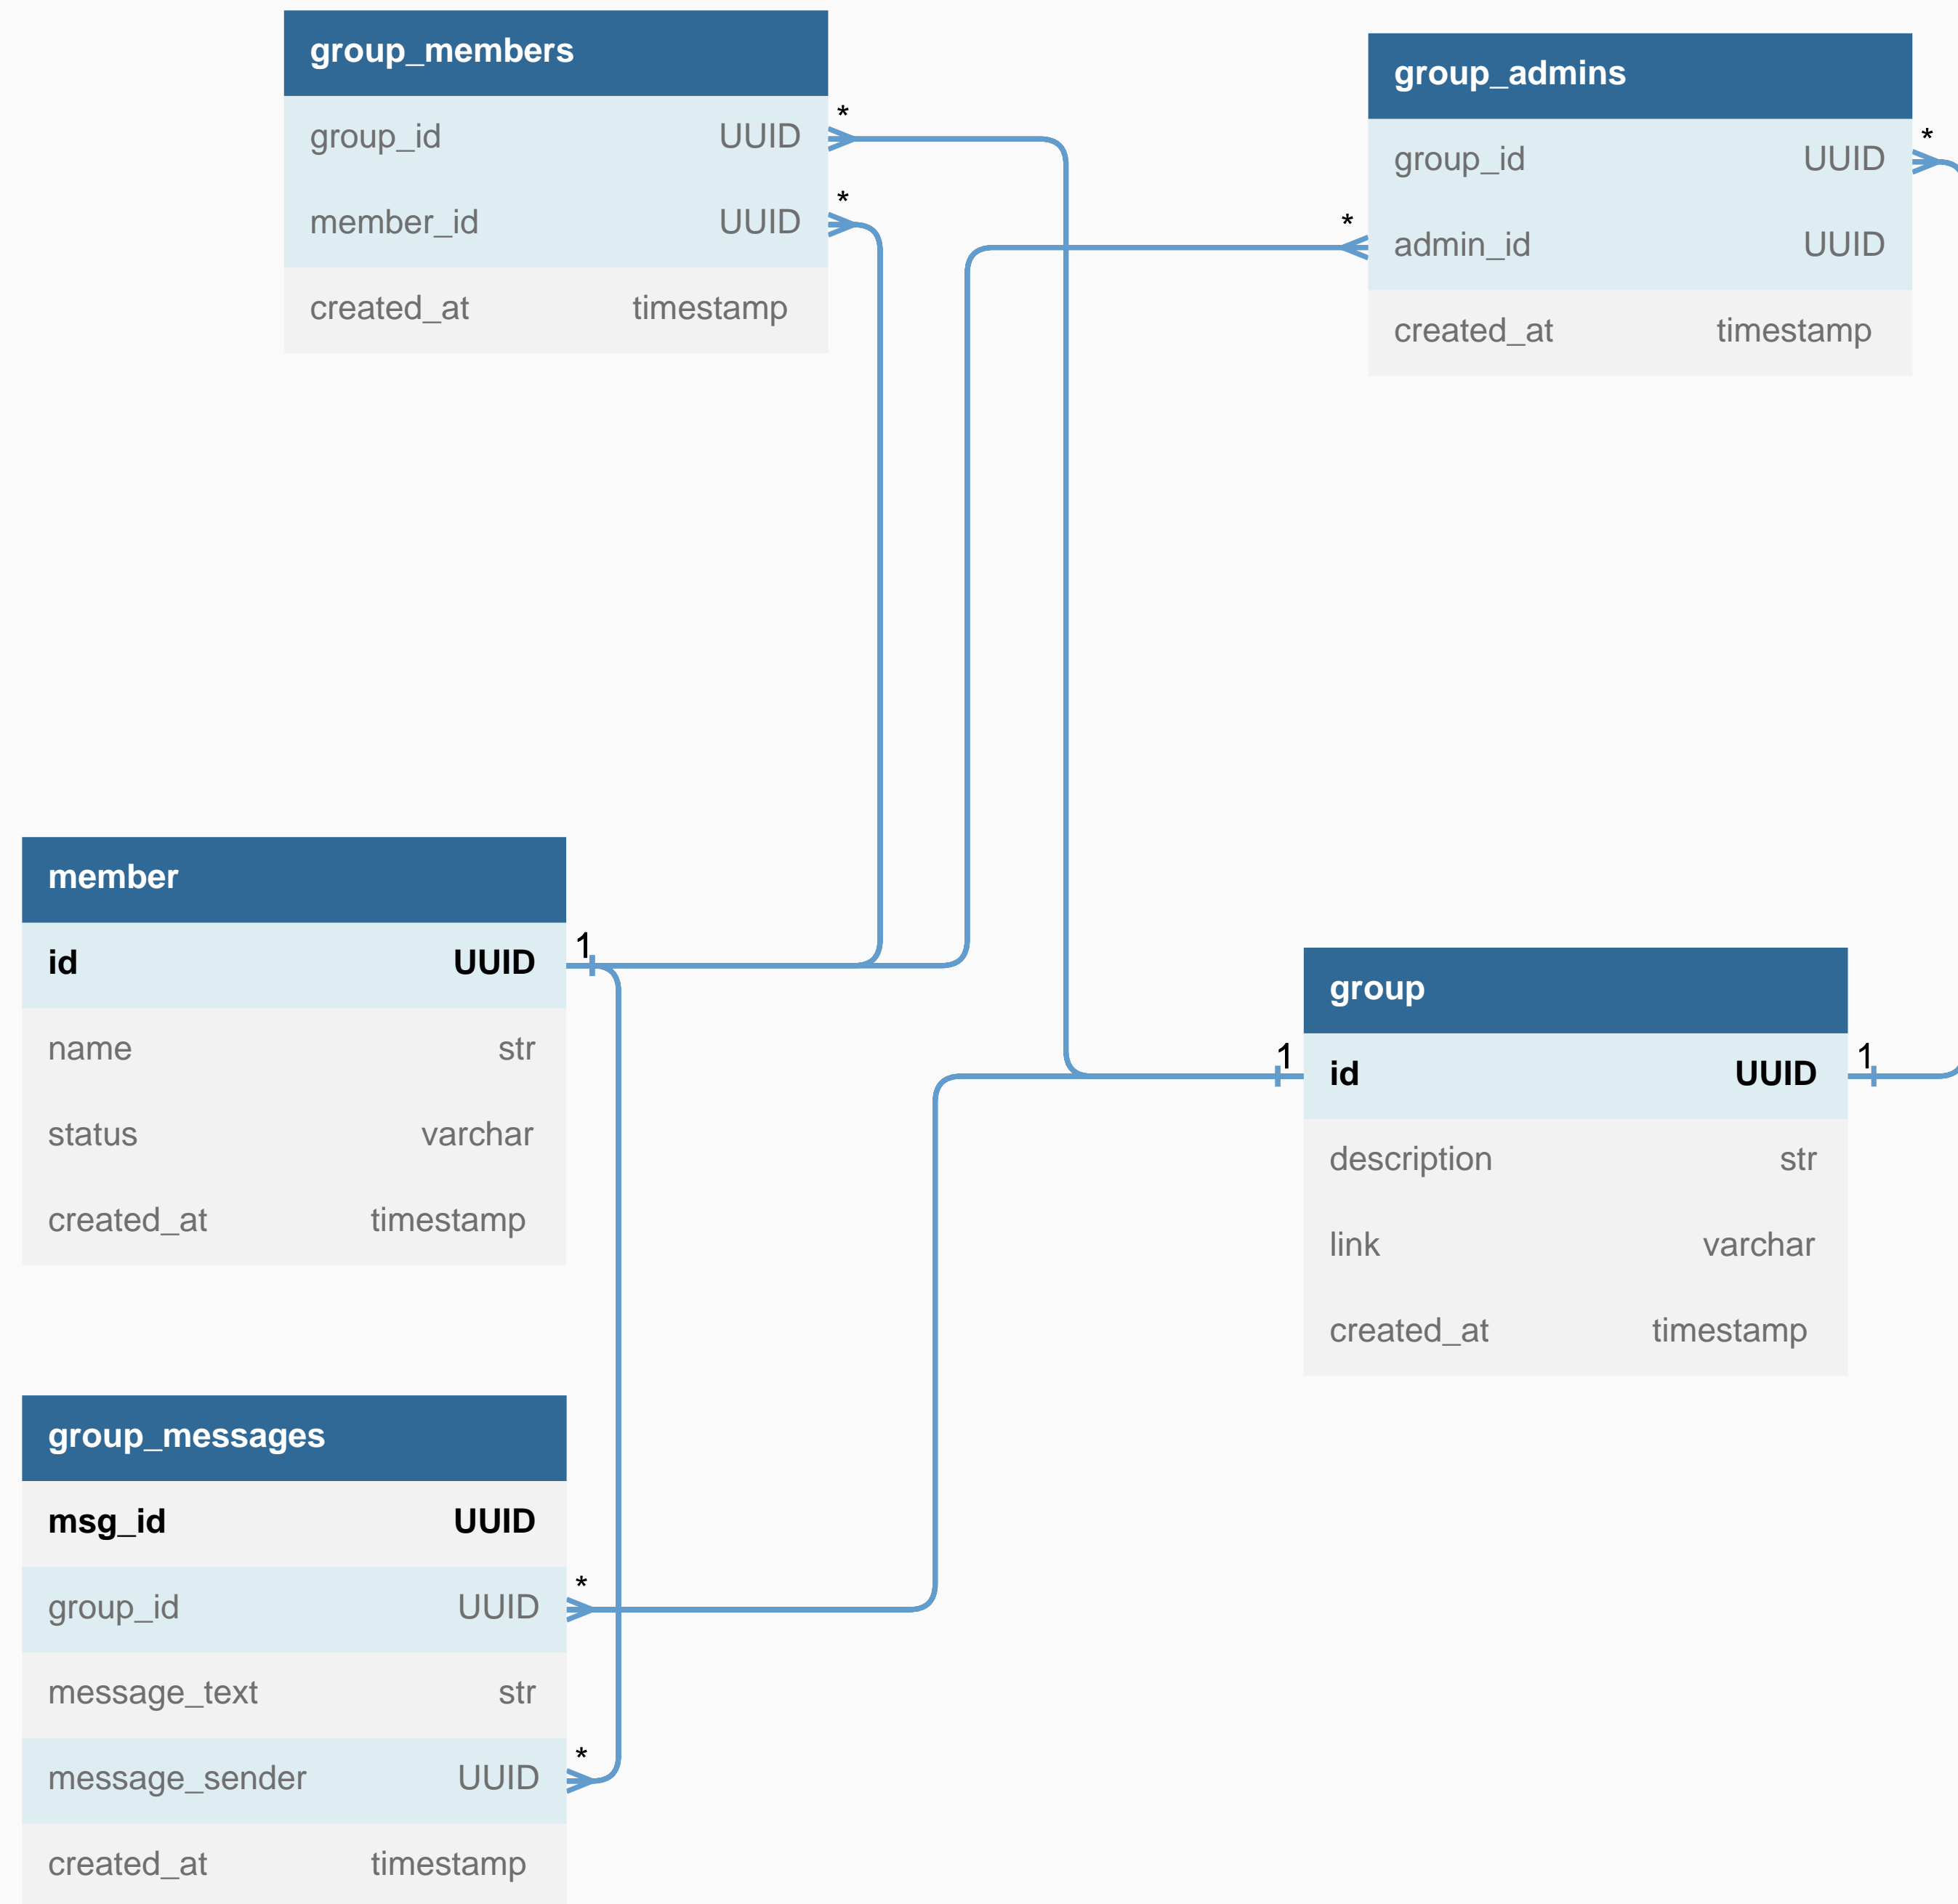 group_members
group_id UUID *
member_id UUID *
created_at timestamp
group_admins
group_id UUID *
* admin_id UUID
created_at timestamp
member
id UUID 1
name str
status varchar
created_at timestamp
group
1 id UUID 1
description str
link varchar
created_at timestamp
group_messages
msg_id UUID
group_id UUID *
message_text str
message_sender UUID *
created_at timestamp